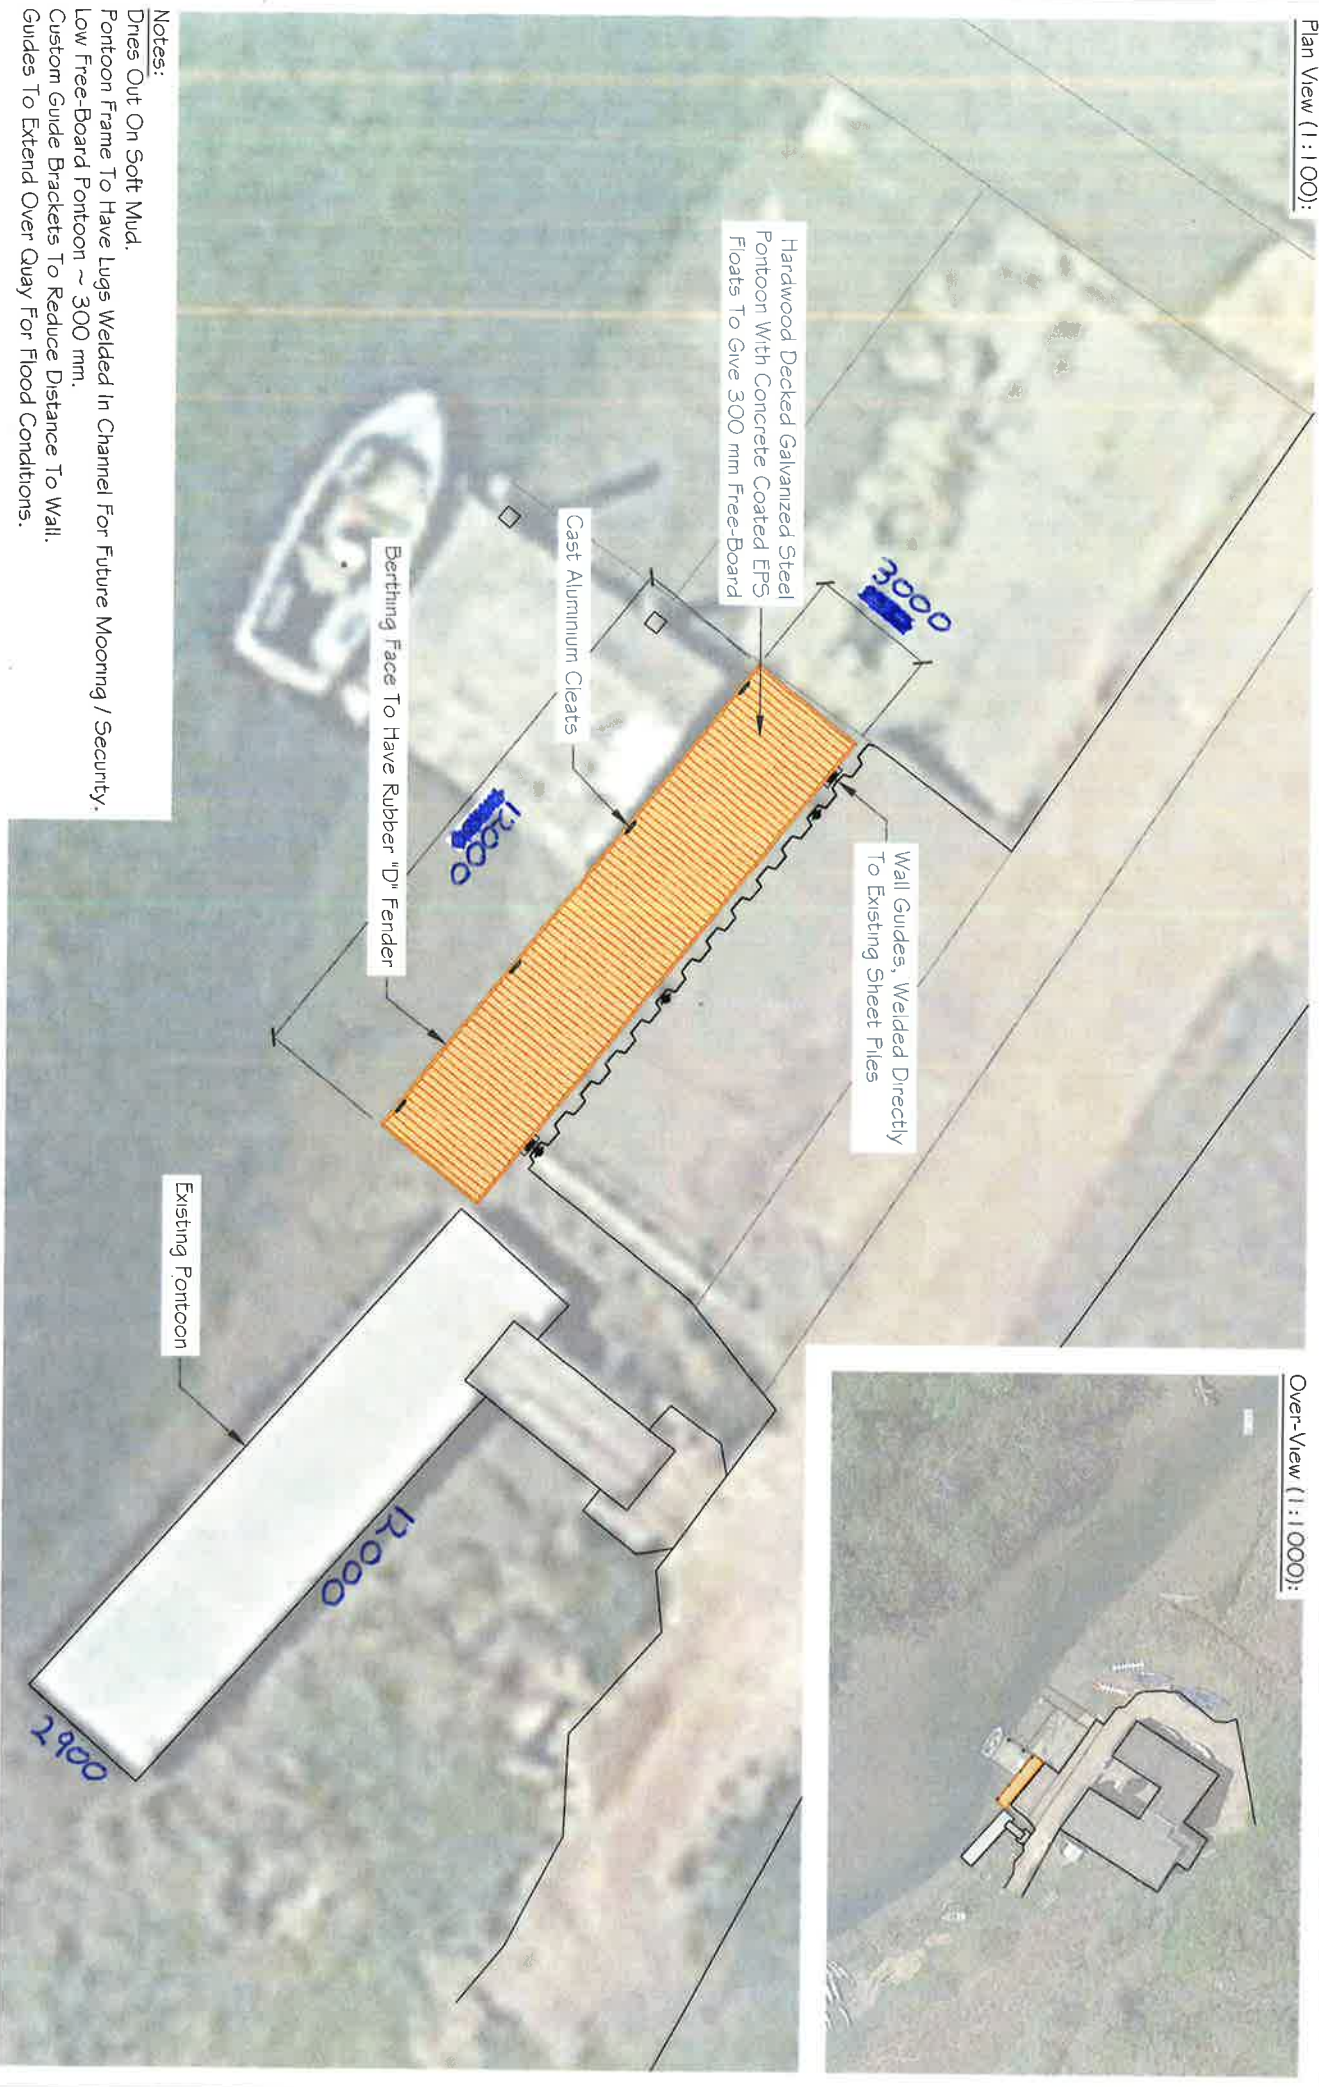 Plan View (1:100):
Hardwood Decked Galvanized Steel
Pontoon With Concrete Coated EPS
Floats To Give 300 mm Free-Board
3000
Wall Guides, Welded Directly
To Existing Sheet Piles
Cast Aluminium Cleats
12000
Berthing Face To Have Rubber "D" Fender
Existing Pontoon
12000
2900
Over-View (1:1000):
Notes:
Dries Out On Soft Mud.
Pontoon Frame To Have Lugs Welded In Channel For Future Mooring / Security.
Low Free-Board Pontoon ~ 300 mm.
Custom Guide Brackets To Reduce Distance To Wall.
Guides To Extend Over Quay For Flood Conditions.